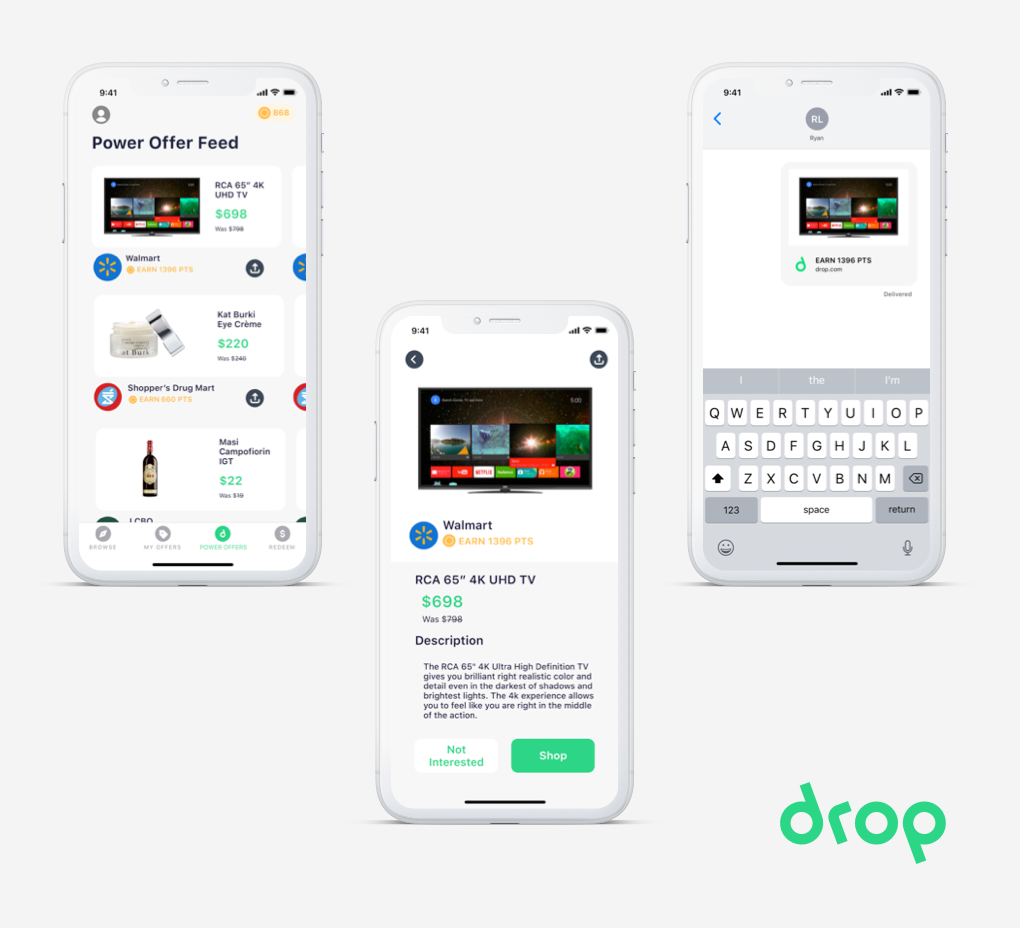 9:41
868
Power Offer Feed
RCA 65” 4K
UHD TV
$698
Was $798
Walmart
EARN 1396 PTS
Kat Burki
Eye Crème
$220
Was $240
Shopper's Drug Mart
EARN 660 PTS
Masi
Campofiorin
IGT
$22
Was $19
LCBO
BROWSE
MY OFFERS
POWER OFFERS
REDEEM
9:41
5:00
NETFLIX
Walmart
EARN 1396 PTS
RCA 65” 4K UHD TV
$698
Was $798
Description
The RCA 65" 4K Ultra High Definition TV
gives you brilliant right realistic color and
detail even in the darkest of shadows and
brightest lights. The 4k experience allows
you to feel like you are right in the middle
of the action.
Not
Interested
Shop
9:41
RL
Ryan
EARN 1396 PTS
drop.com
Delivered
I
the
I'm
Q W E R T Y U I O P
A S D F G H J K L
Z X C V B N M
123
space
return
drop